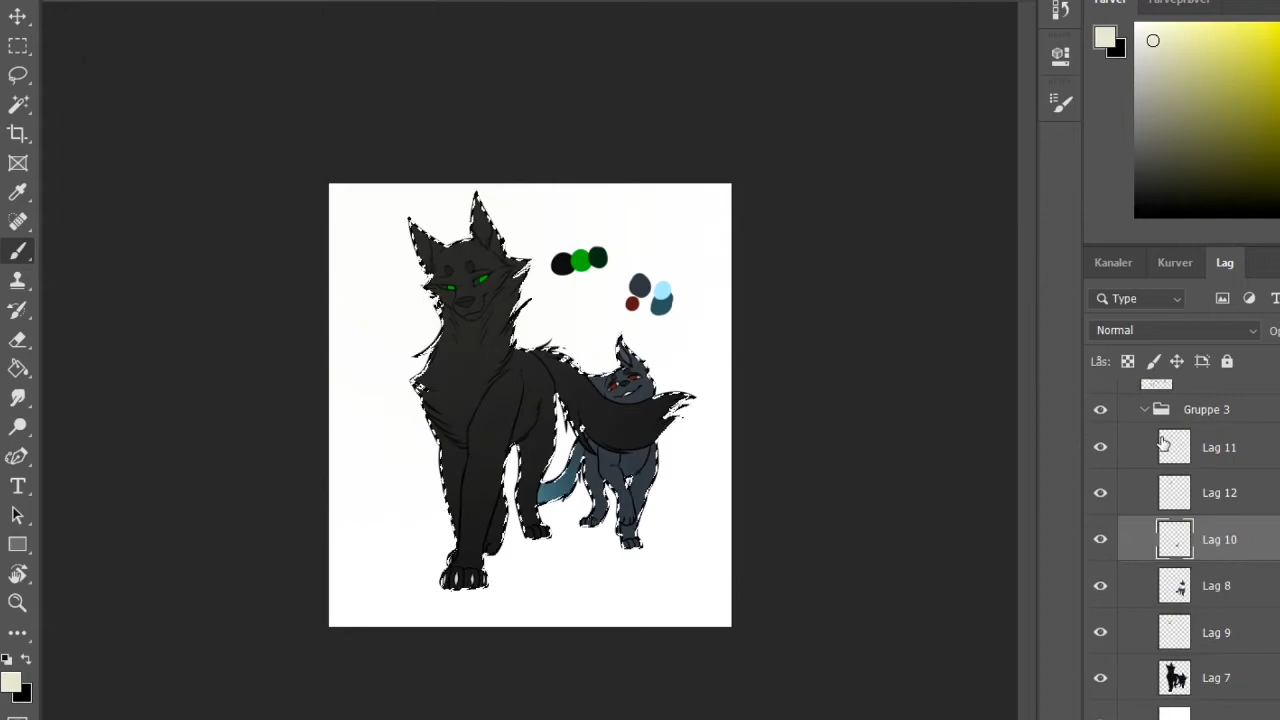 Farver Farveprøver
Kanaler Kurver Lag
Type
Normal Op
Lås:
Gruppe 3
Lag 11
Lag 12
Lag 10
Lag 8
Lag 9
Lag 7